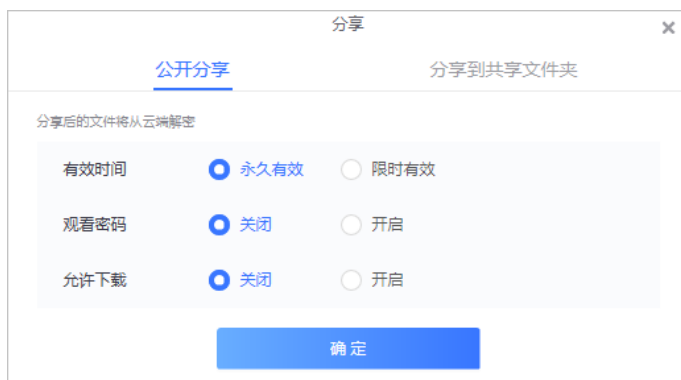 分享
公开分享 分享到共享文件夹
分享后的文件将从云端解密
有效时间 永久有效 限时有效
观看密码 关闭 开启
允许下载 关闭 开启
确定